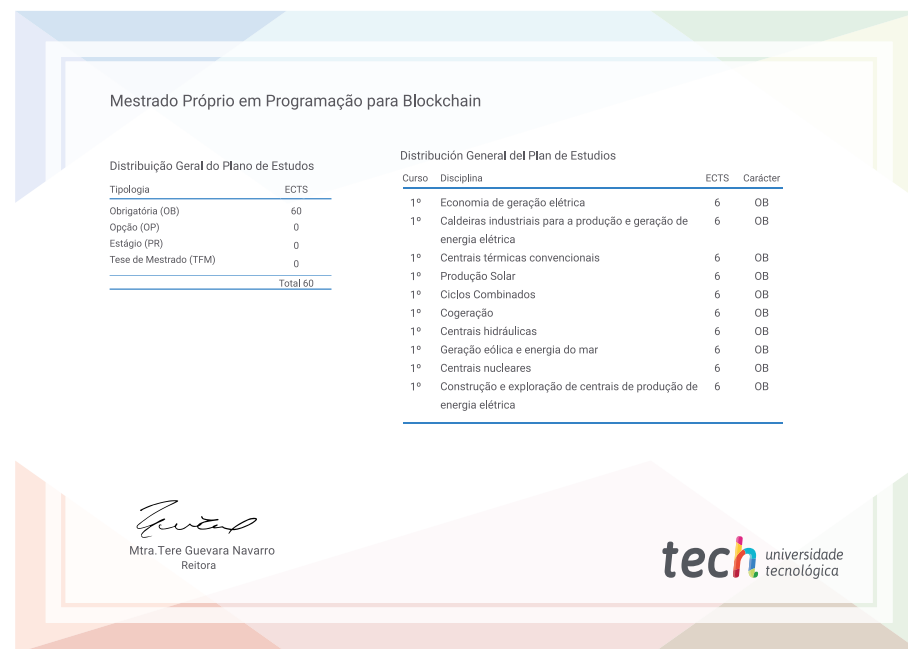 Mestrado Próprio em Programação para Blockchain
Distribuição Geral do Plano de Estudos
Tipologia ECTS
Obrigatória (OB) 60
Opção (OP) 0
Estágio (PR) 0
Tese de Mestrado (TFM) 0
Total 60
Distribución General del Plan de Estudios
Curso Disciplina ECTS Carácter
1º Economia de geração elétrica 6 OB
1º Caldeiras industriais para a produção e geração de 6 OB
energia elétrica
1º Centrais térmicas convencionais 6 OB
1º Produção Solar 6 OB
1º Ciclos Combinados 6 OB
1º Cogeração 6 OB
1º Centrais hidráulicas 6 OB
1º Geração eólica e energia do mar 6 OB
1º Centrais nucleares 6 OB
1º Construção e exploração de centrais de produção de 6 OB
energia elétrica
Mtra.Tere Guevara Navarro
Reitora
tech universidade
tecnológica